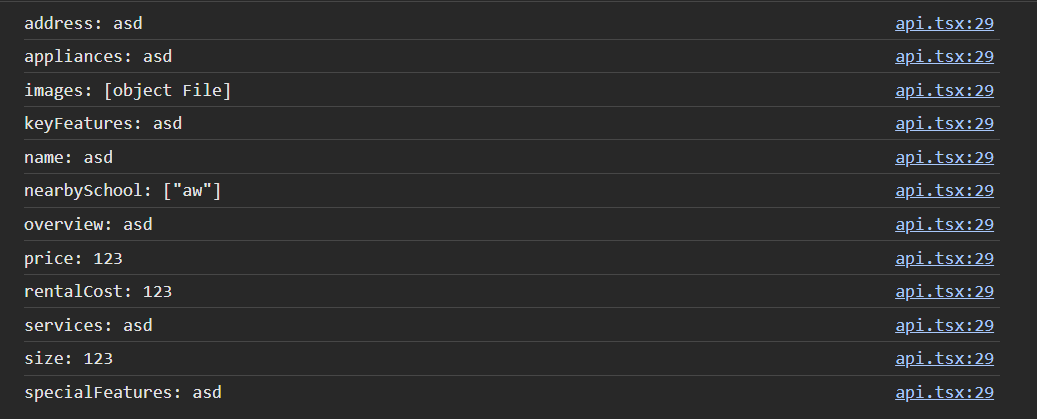 address: asd api.tsx:29
appliances: asd api.tsx:29
images: [object File] api.tsx:29
keyFeatures: asd api.tsx:29
name: asd api.tsx:29
nearbySchool: ["aw"] api.tsx:29
overview: asd api.tsx:29
price: 123 api.tsx:29
rentalCost: 123 api.tsx:29
services: asd api.tsx:29
size: 123 api.tsx:29
specialFeatures: asd api.tsx:29